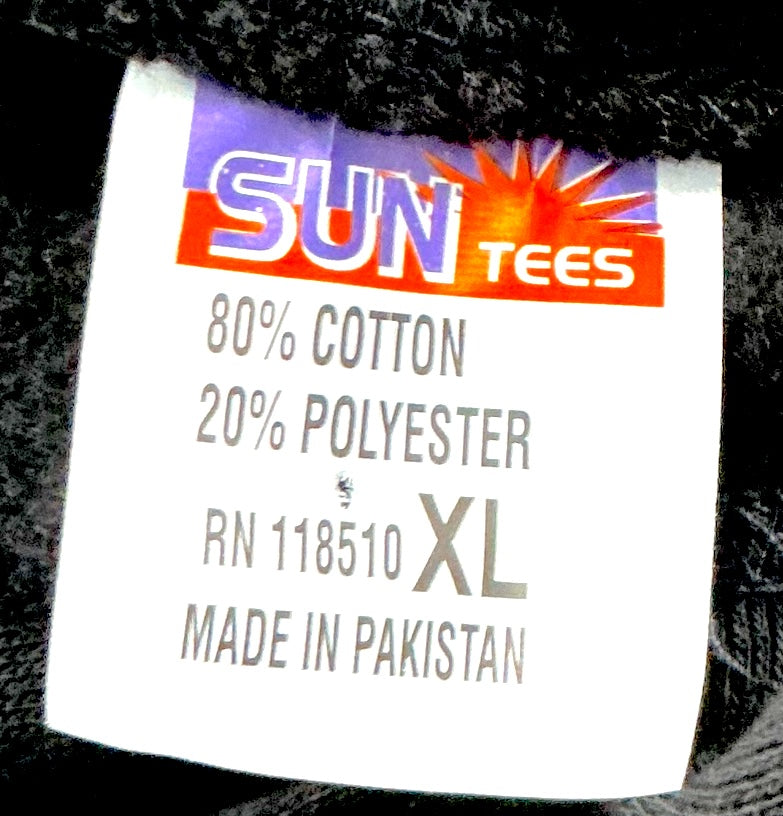 SUN TEES
80% COTTON
20% POLYESTER
RN 118510 XL
MADE IN PAKISTAN